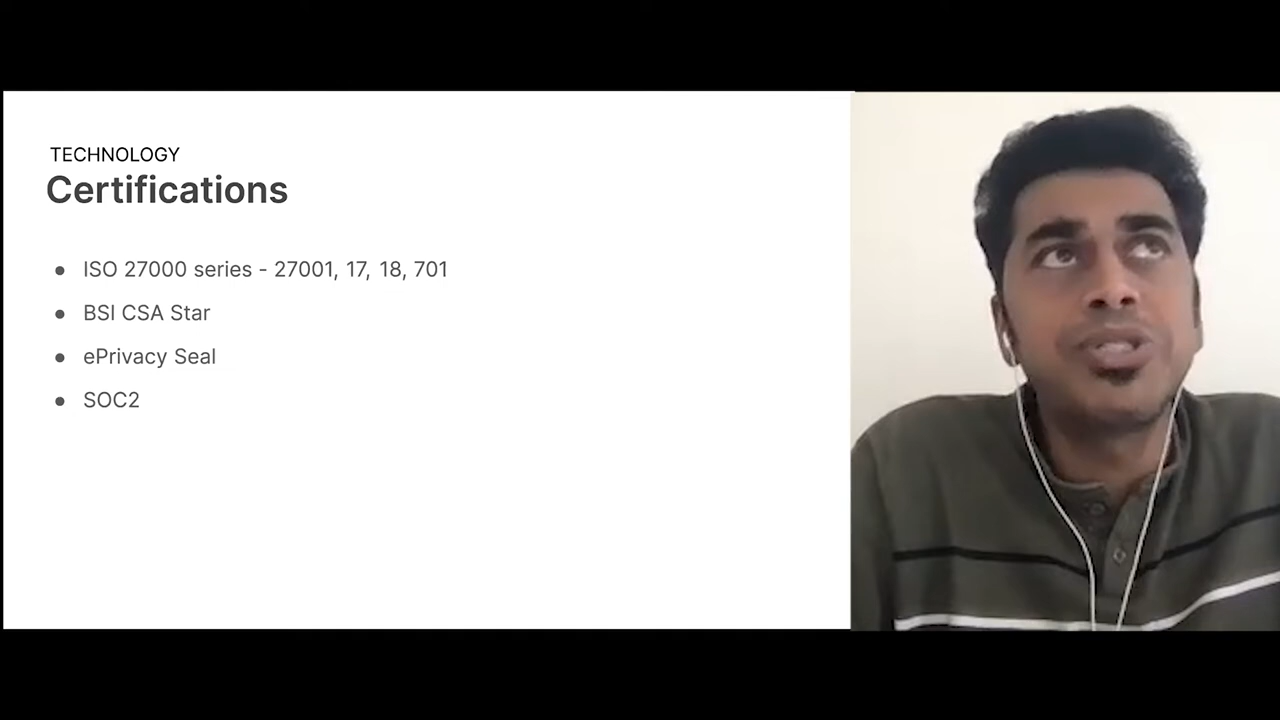 TECHNOLOGY
Certifications
● ISO 27000 series - 27001, 17, 18, 701
● BSI CSA Star
● ePrivacy Seal
● SOC2